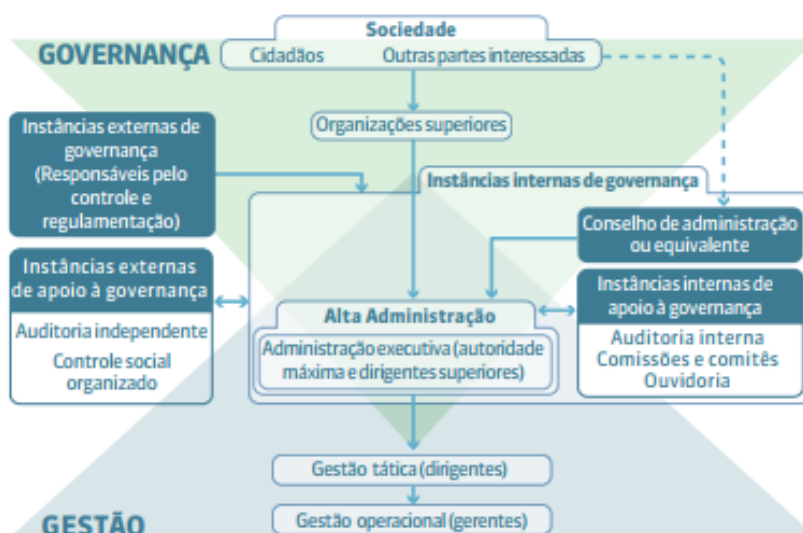 Sociedade
GOVERNANÇA
Cidadãos Outras partes interessadas
Instâncias externas de
governança
(Responsáveis pelo
controle e
regulamentação)
Organizações superiores
Instâncias internas de governança
Conselho de administração
ou equivalente
Instâncias externas
de apoio à governança
Auditoria independente
Controle social
organizado
Instâncias internas de
apoio à governança
Auditoria interna
Comissões e comitês
Ouvidoria
Alta Administração
Administração executiva (autoridade
máxima e dirigentes superiores)
Gestão tática (dirigentes)
Gestão operacional (gerentes)
GESTÃO